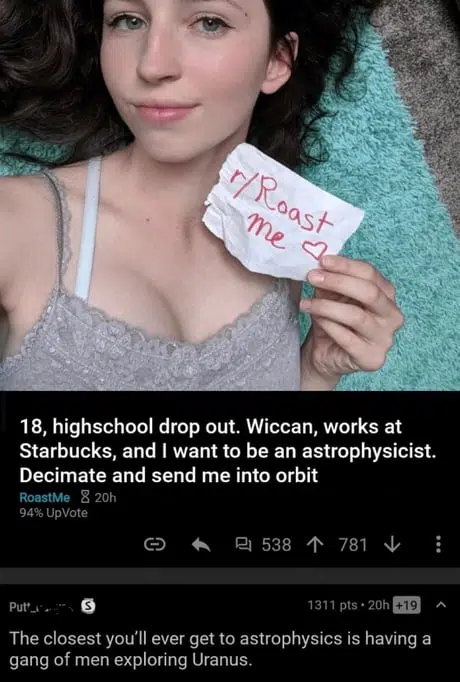 r/Roast
me ♡
18, highschool drop out. Wiccan, works at
Starbucks, and I want to be an astrophysicist.
Decimate and send me into orbit
RoastMe 20h
94% UpVote
538 781
Put S 1311 pts • 20h +19
The closest you'll ever get to astrophysics is having a
gang of men exploring Uranus.